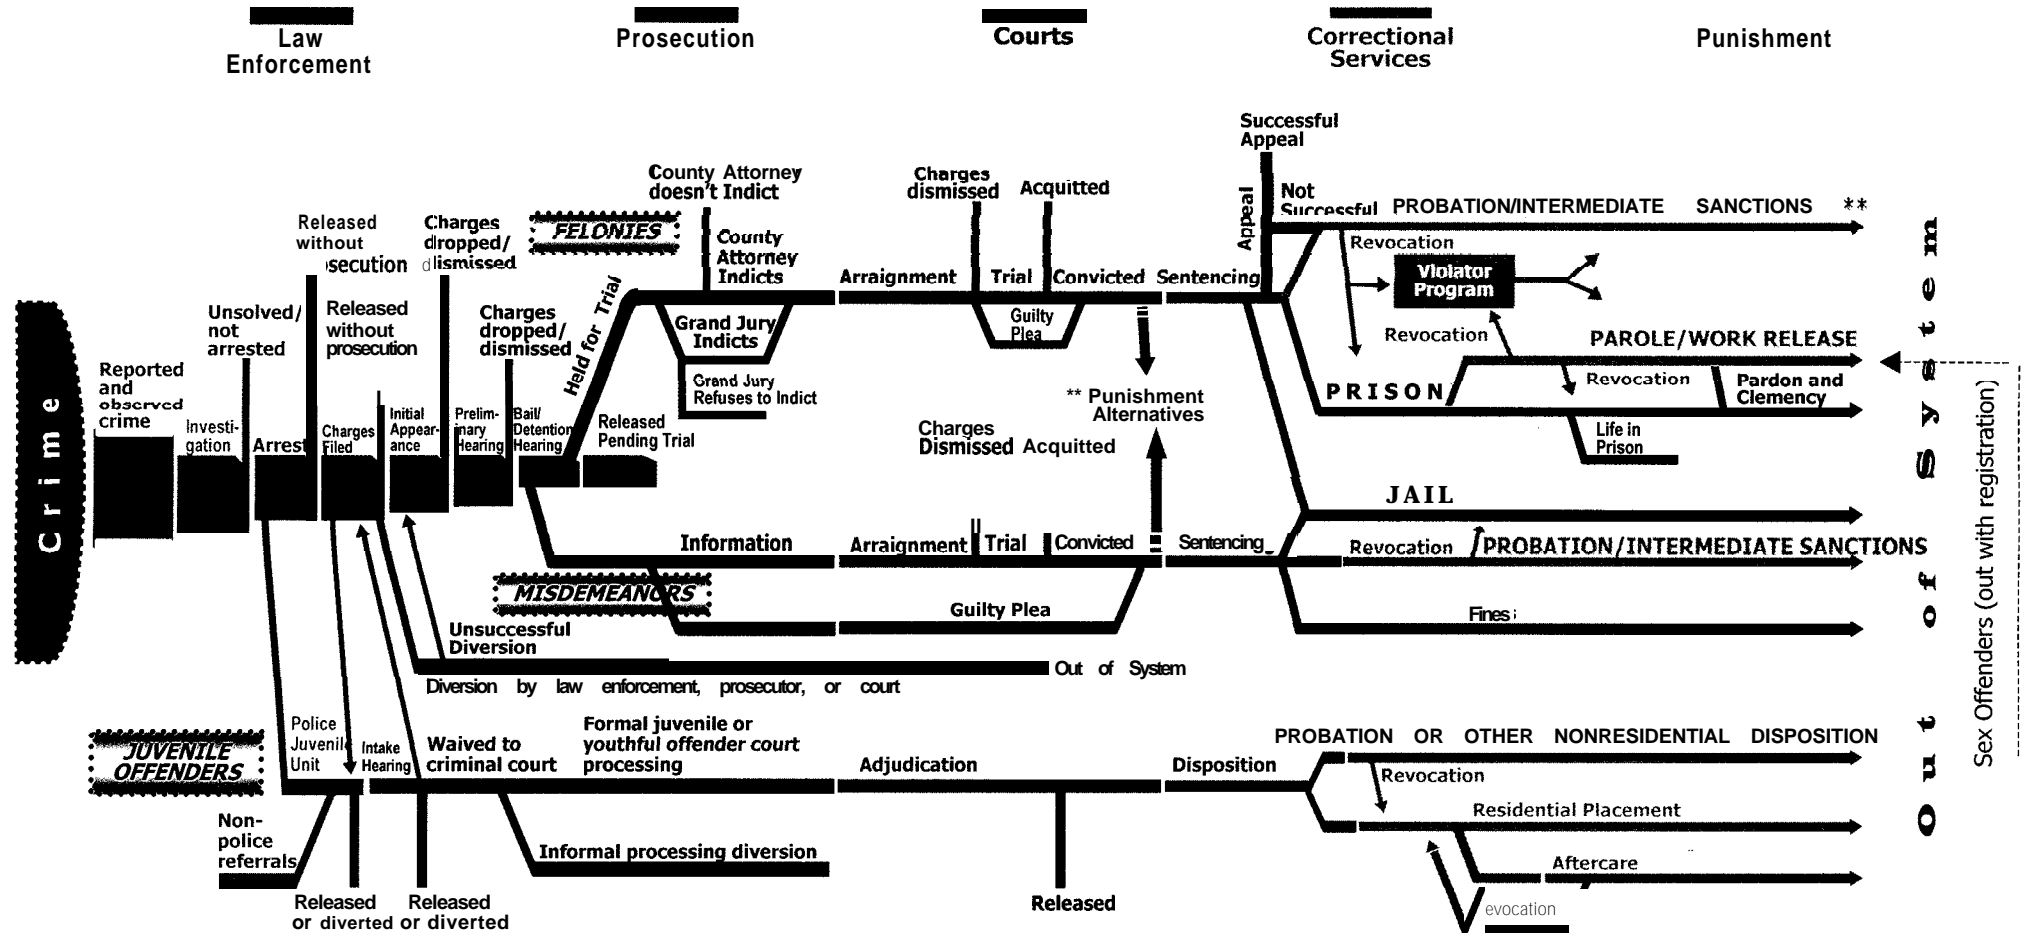 Law
Enforcement
Prosecution
Courts
Correctional
Services
Punishment
Crime
Reported
and
observed
crime
Investi-
gation
Unsolved/
not
arrested
Arrest
Released
without
osecution
Released
without
prosecution
Charges
Filed
Charges
dropped/
dismissed
Initial
Appear-
ance
Prelim-
inary
Hearing
Charges
dropped/
dismissed
Bail/
Detention
Hearing
Held for Trial
Released
Pending Trial
FELONIES
County Attorney
doesn't Indict
County
Attorney
Indicts
Grand Jury
Indicts
Grand Jury
Refuses to Indict
Arraignment
Charges
dismissed
Acquitted
Trial
Convicted
Guilty
Plea
Sentencing
Successful
Appeal
Appeal
Not
Successful
PROBATION/INTERMEDIATE SANCTIONS **
Revocation
Violator
Program
Revocation
PAROLE/WORK RELEASE
PRISON
Revocation
Pardon and
Clemency
Life in
Prison
** Punishment
Alternatives
Charges
Dismissed Acquitted
JAIL
MISDEMEANORS
Information
Arraignment
Trial
Convicted
Sentencing
Revocation
PROBATION/INTERMEDIATE SANCTIONS
Guilty Plea
Fines
Unsuccessful
Diversion
Out of System
Diversion by law enforcement, prosecutor, or court
JUVENILE
OFFENDERS
Police
Juvenile
Unit
Intake
Hearing
Waived to
criminal court
Formal juvenile or
youthful offender court
processing
Adjudication
Disposition
PROBATION OR OTHER NONRESIDENTIAL DISPOSITION
Revocation
Residential Placement
Aftercare
evocation
Non-
police
referrals
Released
or diverted
Released
or diverted
Informal processing diversion
Released
Out of System
Sex Offenders (out with registration)